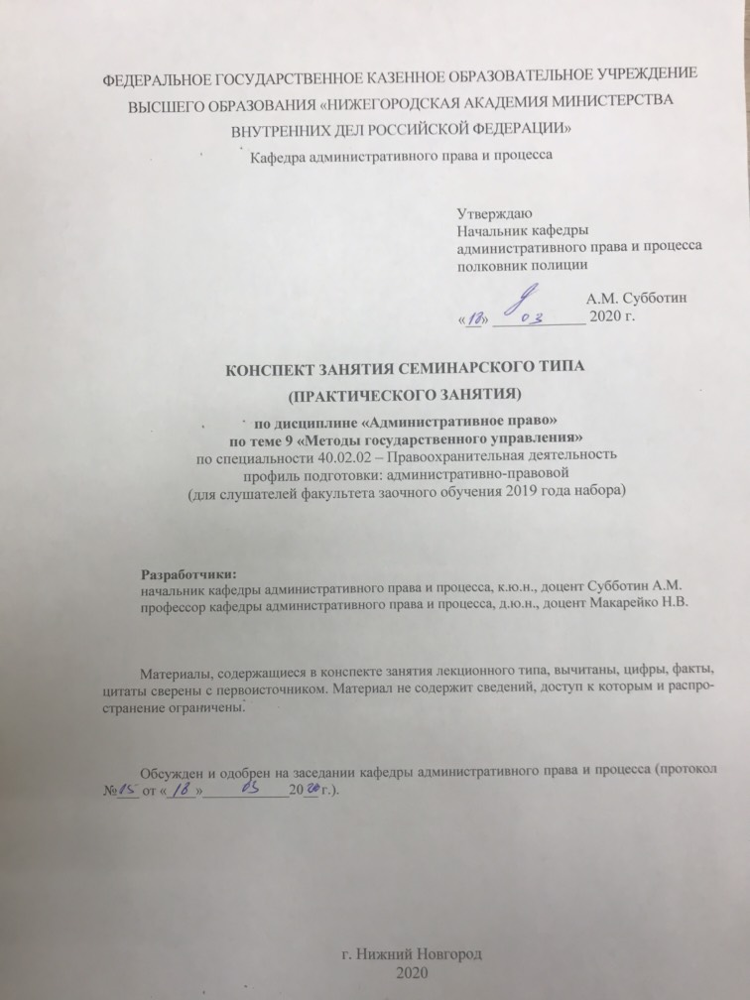 ФЕДЕРАЛЬНОЕ ГОСУДАРСТВЕННОЕ КАЗЕННОЕ ОБРАЗОВАТЕЛЬНОЕ УЧРЕЖДЕНИЕ
ВЫСШЕГО ОБРАЗОВАНИЯ «НИЖЕГОРОДСКАЯ АКАДЕМИЯ МИНИСТЕРСТВА
ВНУТРЕННИХ ДЕЛ РОССИЙСКОЙ ФЕДЕРАЦИИ»
Кафедра административного права и процесса
Утверждаю
Начальник кафедры
административного права и процесса
полковник полиции
А.М. Субботин
«18» 03 2020 г.
КОНСПЕКТ ЗАНЯТИЯ СЕМИНАРСКОГО ТИПА
(ПРАКТИЧЕСКОГО ЗАНЯТИЯ)
по дисциплине «Административное право»
по теме 9 «Методы государственного управления»
по специальности 40.02.02 – Правоохранительная деятельность
профиль подготовки: административно-правовой
(для слушателей факультета заочного обучения 2019 года набора)
Разработчики:
начальник кафедры административного права и процесса, к.ю.н., доцент Субботин А.М.
профессор кафедры административного права и процесса, д.ю.н., доцент Макарейко Н.В.
Материалы, содержащиеся в конспекте занятия лекционного типа, вычитаны, цифры, факты,
цитаты сверены с первоисточником. Материал не содержит сведений, доступ к которым и распро-
странение ограничены.
Обсужден и одобрен на заседании кафедры административного права и процесса (протокол
№ 15 от «18» 03 2020 г.).
г. Нижний Новгород
2020